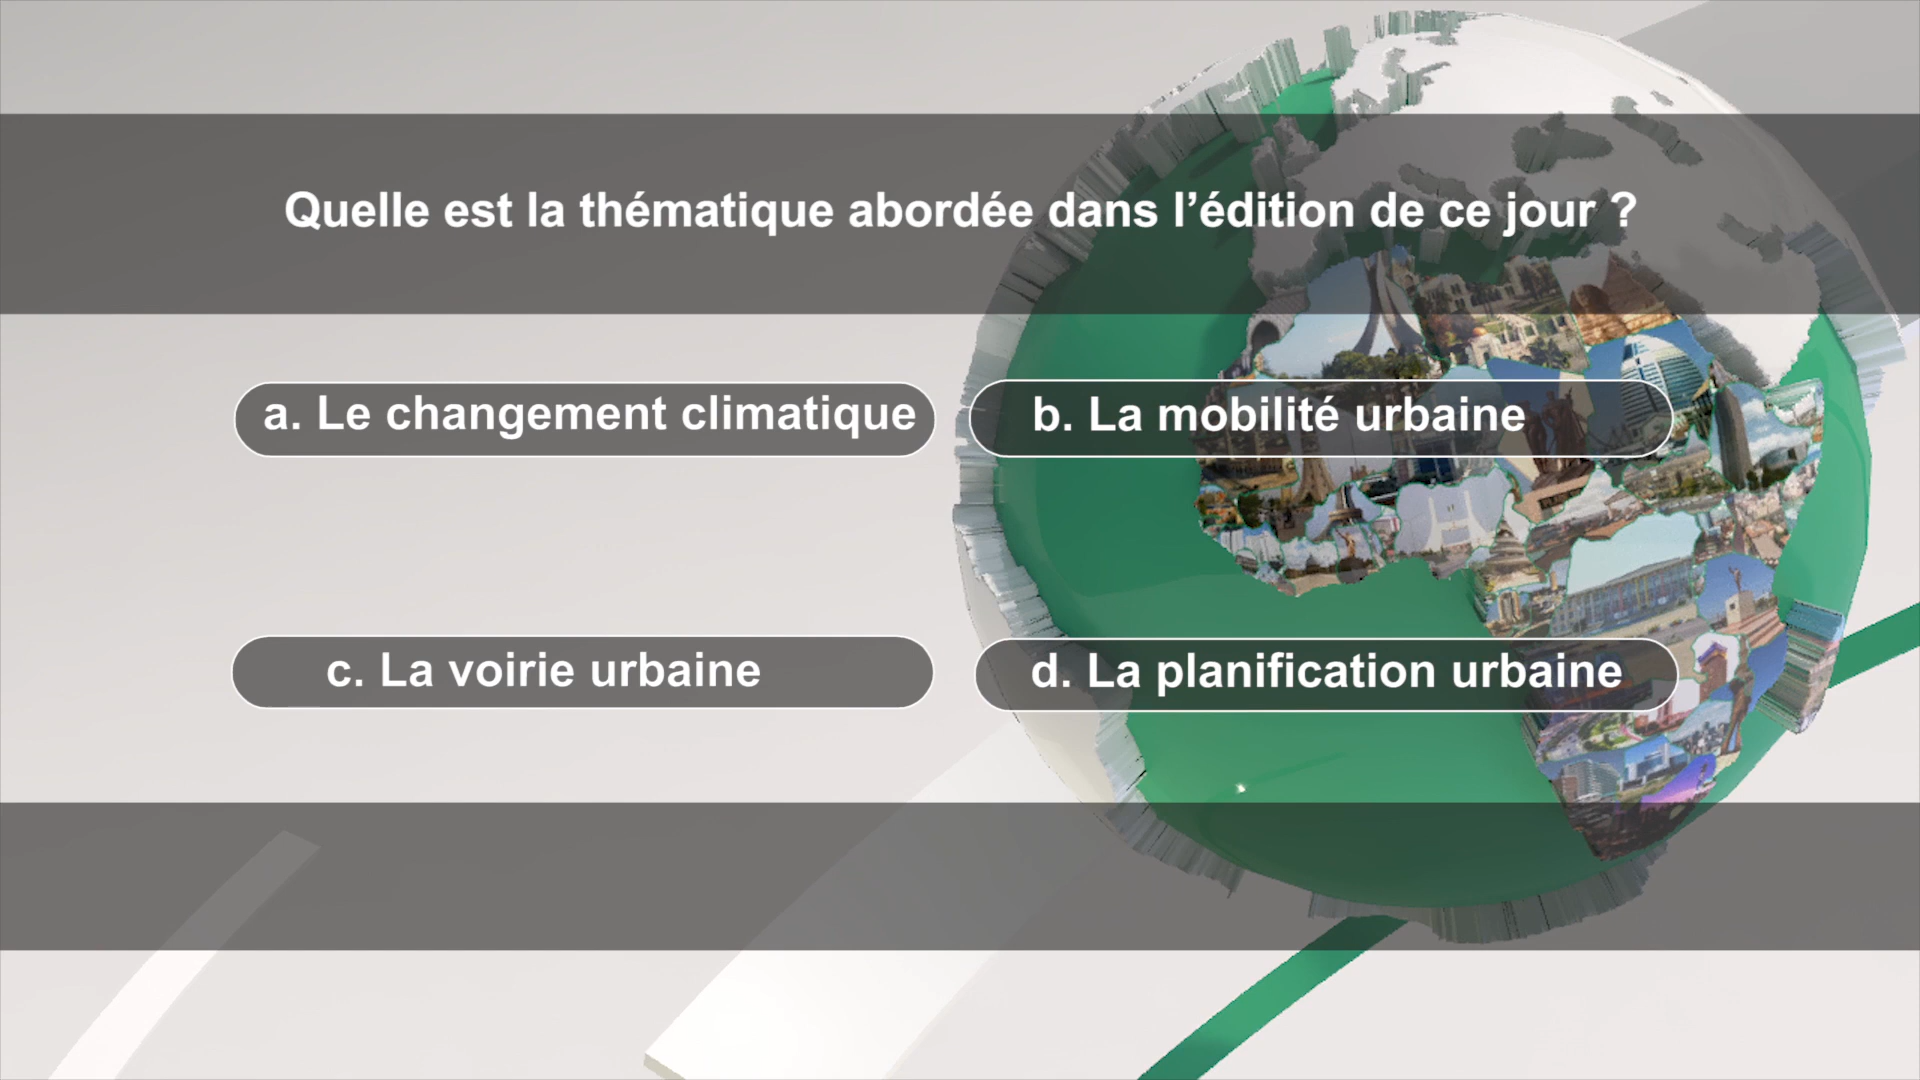 Quelle est la thématique abordée dans l’édition de ce jour ?
a. Le changement climatique
b. La mobilité urbaine
c. La voirie urbaine
d. La planification urbaine